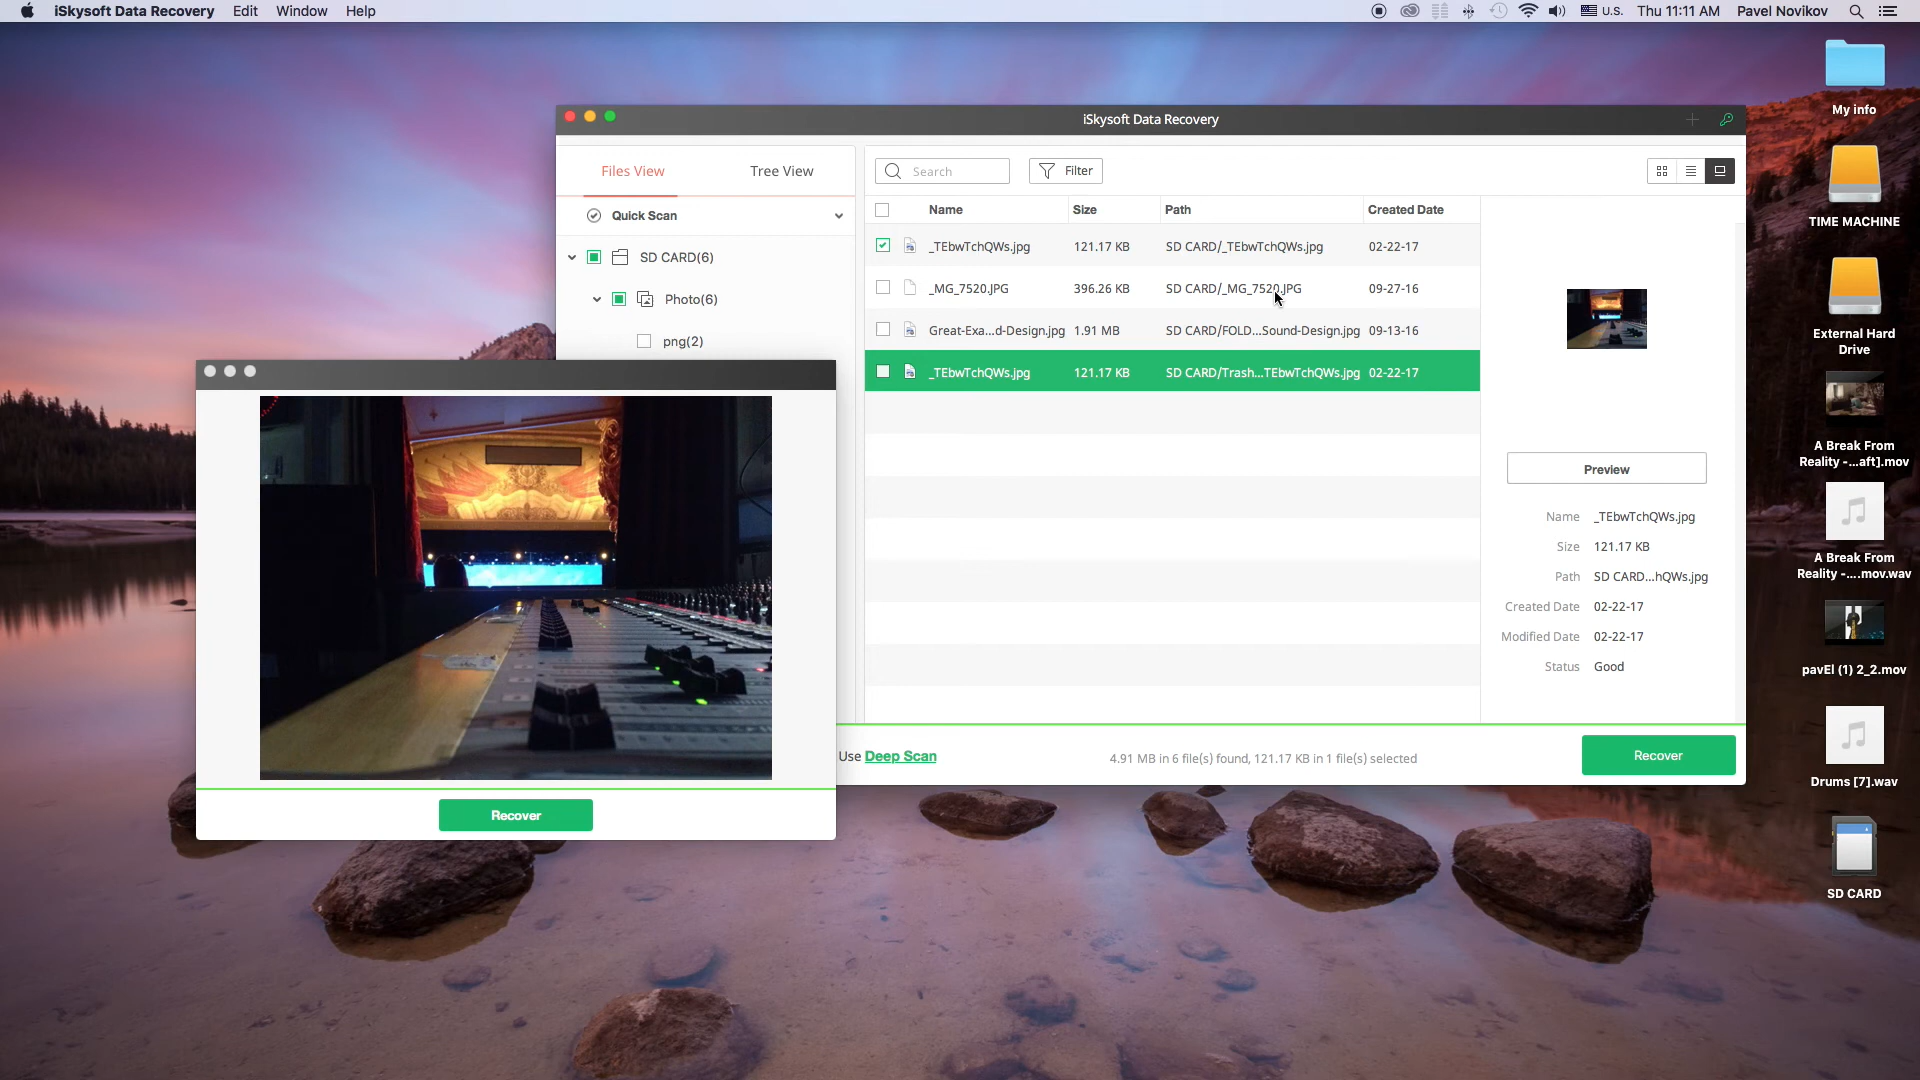 iSkysoft Data Recovery Edit Window Help U.S. Thu 11:11 AM Pavel Novikov
My info
TIME MACHINE
External Hard
Drive
A Break From
Reality -...aft].mov
A Break From
Reality -....mov.wav
pavEl (1) 2_2.mov
Drums [7].wav
SD CARD
iSkysoft Data Recovery
Files View Tree View
Quick Scan
SD CARD(6)
Photo(6)
png(2)
Search Filter
Name Size Path Created Date
_TEbwTchQWs.jpg 121.17 KB SD CARD/_TEbwTchQWs.jpg 02-22-17
_MG_7520.JPG 396.26 KB SD CARD/_MG_7520.JPG 09-27-16
Great-Exa...d-Design.jpg 1.91 MB SD CARD/FOLD...Sound-Design.jpg 09-13-16
_TEbwTchQWs.jpg 121.17 KB SD CARD/Trash...TEbwTchQWs.jpg 02-22-17
Preview
Name _TEbwTchQWs.jpg
Size 121.17 KB
Path SD CARD...hQWs.jpg
Created Date 02-22-17
Modified Date 02-22-17
Status Good
Use Deep Scan 4.91 MB in 6 file(s) found, 121.17 KB in 1 file(s) selected Recover
Recover